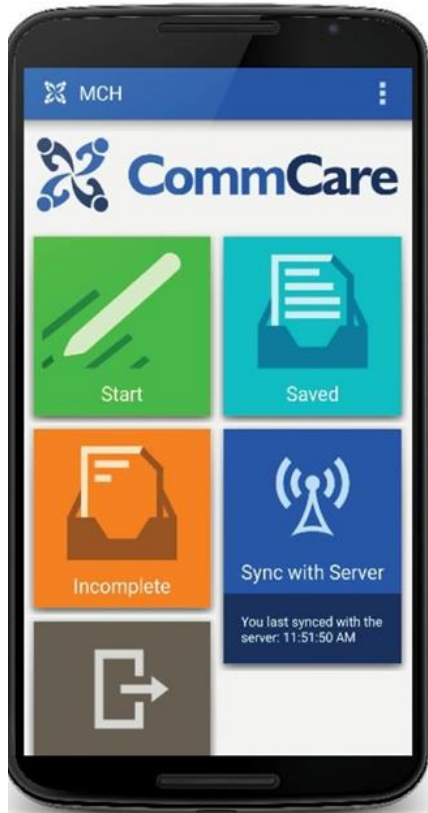 MCH
CommCare
Start
Saved
Incomplete
Sync with Server
You last synced with the
server: 11:51:50 AM